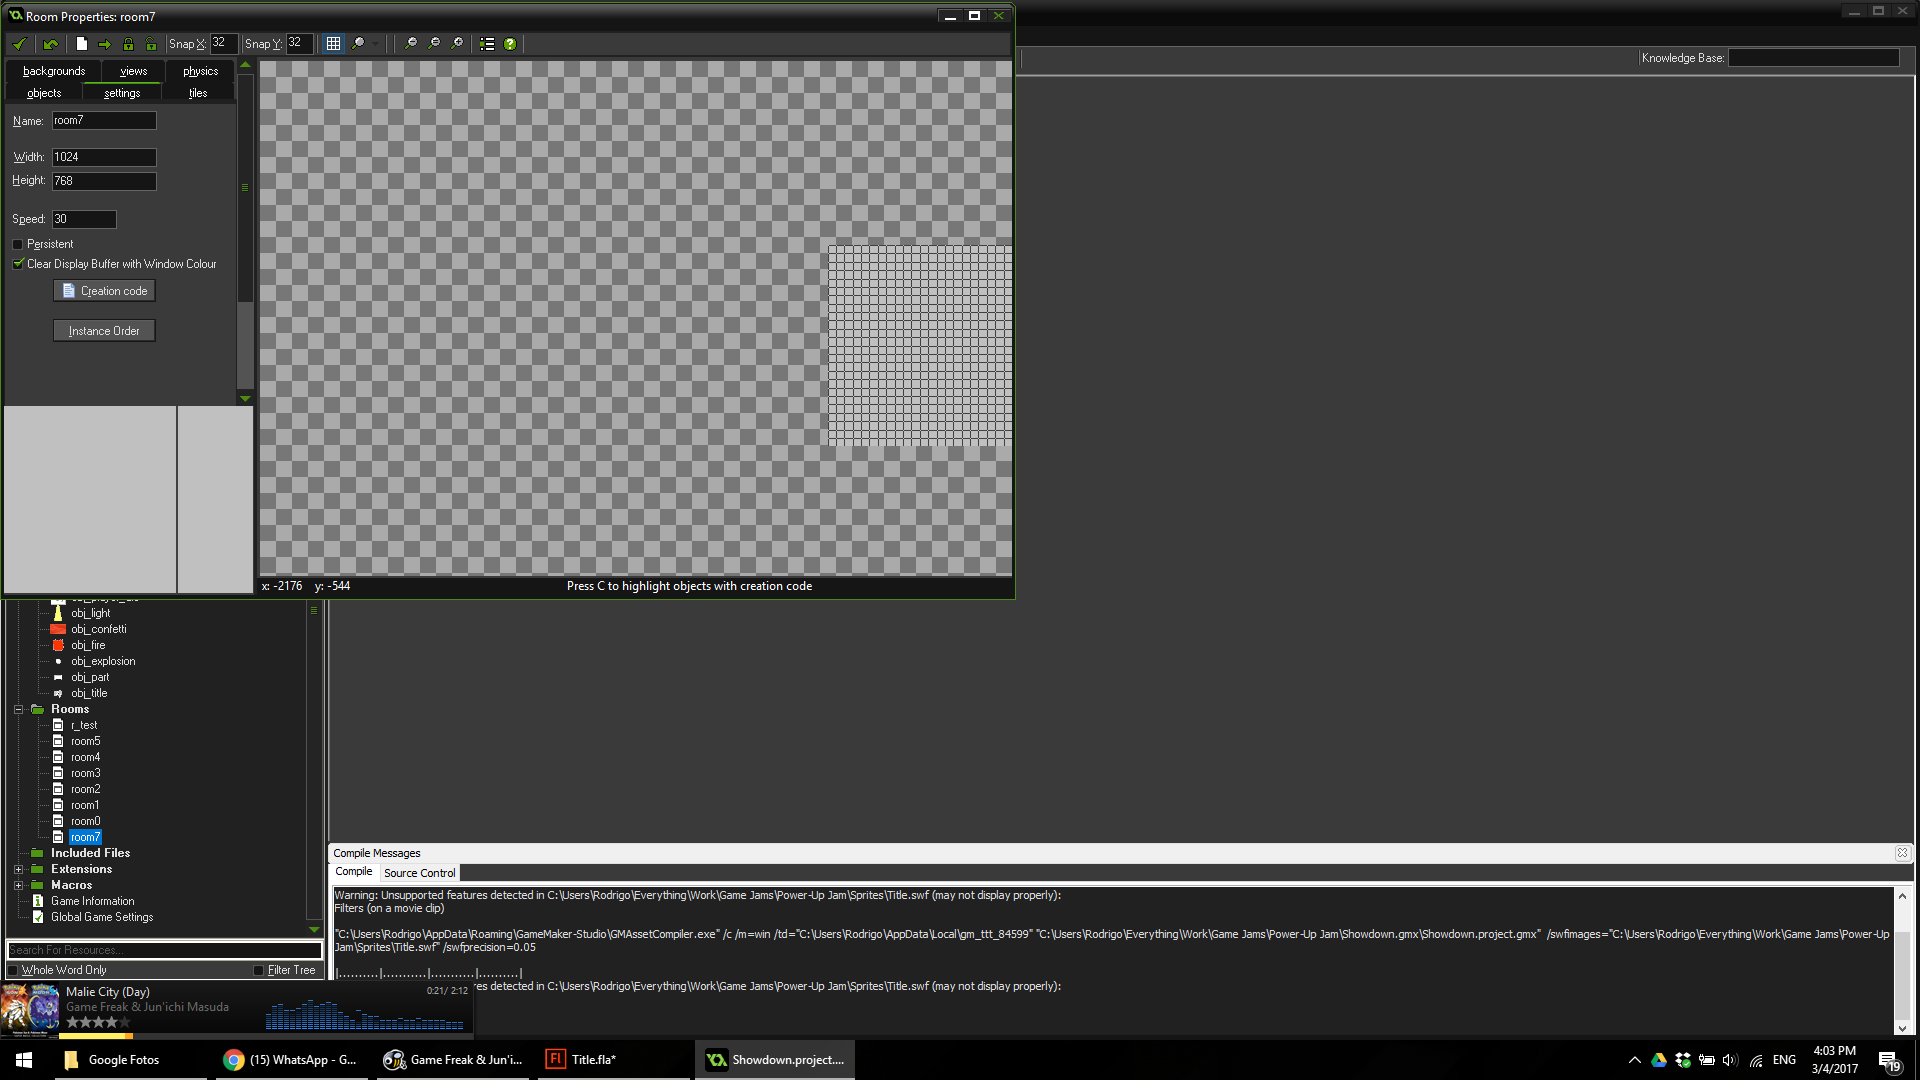 Room Properties: room7
Snap X: 32 Snap Y: 32
Knowledge Base:
backgrounds views physics
objects settings tiles
Name: room7
Width: 1024
Height: 768
Speed: 30
Persistent
Clear Display Buffer with Window Colour
Creation code
Instance Order
x: -2176 y: -544 Press C to highlight objects with creation code
obj_light
obj_confetti
obj_fire
obj_explosion
obj_part
obj_title
Rooms
r_test
room5
room4
room3
room2
room1
room0
room7
Included Files
Extensions
Macros
Game Information
Global Game Settings
Search For Resources...
Whole Word Only Filter Tree
Compile Messages
Compile Source Control
Warning: Unsupported features detected in C:\Users\Rodrigo\Everything\Work\Game Jams\Power-Up Jam\Sprites\Title.swf (may not display properly):
Filters (on a movie clip)
"C:\Users\Rodrigo\AppData\Roaming\GameMaker-Studio\GMAssetCompiler.exe" /c /m=win /td="C:\Users\Rodrigo\AppData\Local\gm_ttt_84599" "C:\Users\Rodrigo\Everything\Work\Game Jams\Power-Up Jam\Showdown.gmx\Showdown.project.gmx" /swfimages="C:\Users\Rodrigo\Everything\Work\Game Jams\Power-Up
Jam\Sprites\Title.swf" /swfprecision=0.05
|..........|...........|...........|..........|
res detected in C:\Users\Rodrigo\Everything\Work\Game Jams\Power-Up Jam\Sprites\Title.swf (may not display properly):
Malie City (Day) 0:21/ 2:12
Game Freak & Jun'ichi Masuda
Google Fotos
(15) WhatsApp - G...
Game Freak & Jun'i...
Fl Title.fla*
Showdown.project....
ENG
4:03 PM
3/4/2017
19